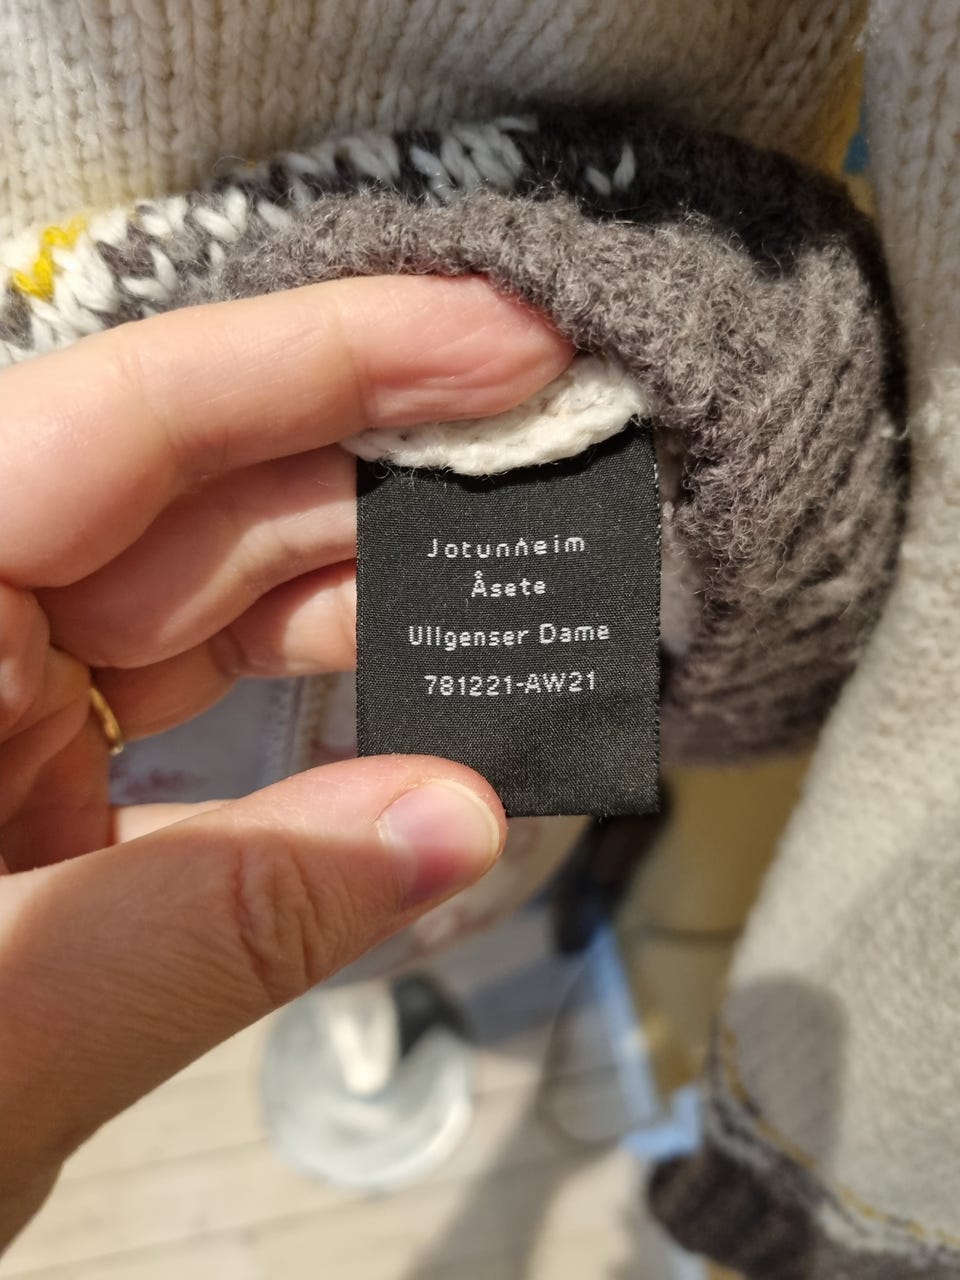 Jotunheim
Åsete
Ullgenser Dame
781221-AW21